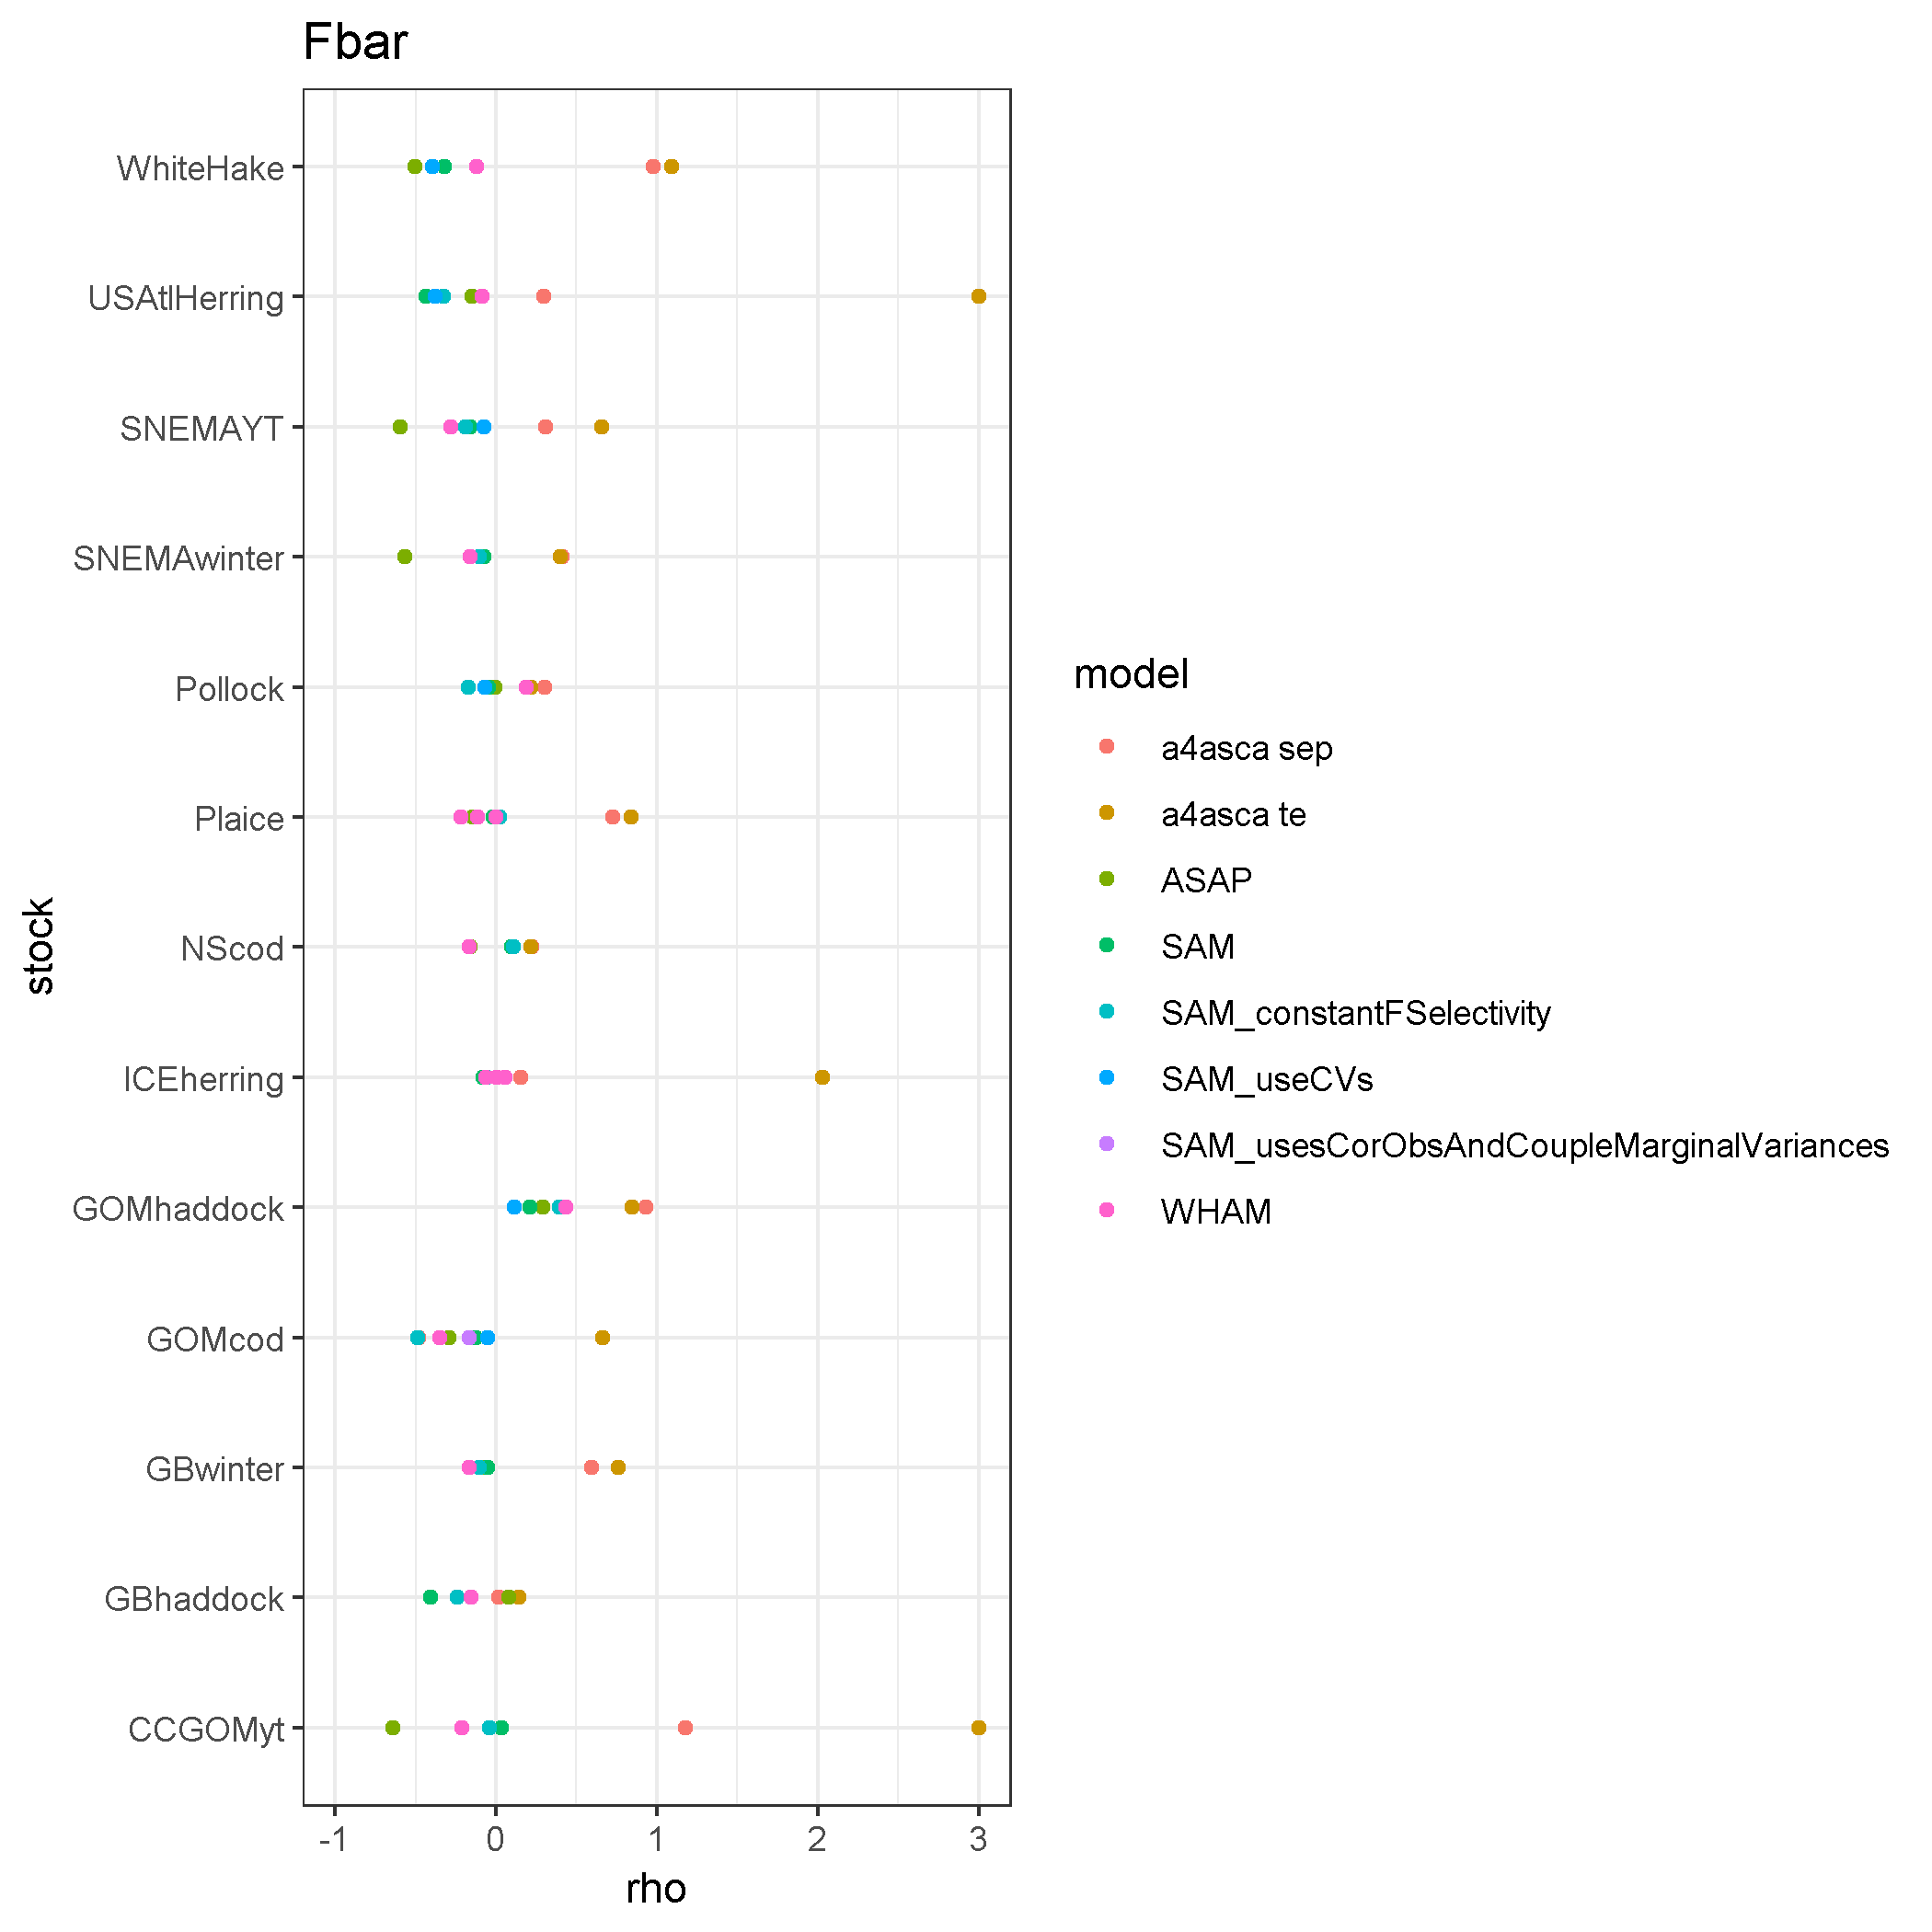 Fbar
WhiteHake
USAtlHerring
SNEMAYT
SNEMAwinter
Pollock
Plaice
NScod
ICEherring
GOMhaddock
GOMcod
GBwinter
GBhaddock
CCGOMyt
stock
-1 0 1 2 3
rho
model
a4asca sep
a4asca te
ASAP
SAM
SAM_constantFSelectivity
SAM_useCVs
SAM_usesCorObsAndCoupleMarginalVariances
WHAM